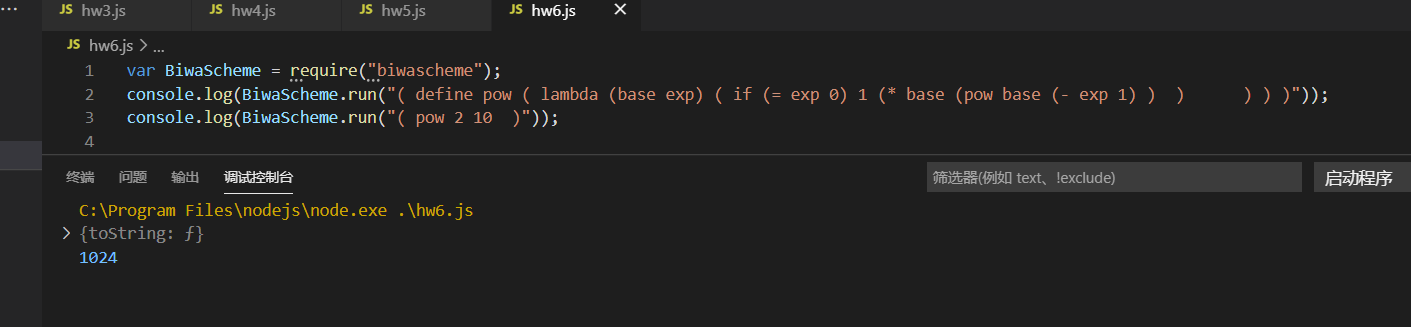 ... JS hw3.js JS hw4.js JS hw5.js JS hw6.js ×
JS hw6.js > ...
1 var BiwaScheme = require("biwascheme");
2 console.log(BiwaScheme.run("( define pow ( lambda (base exp) ( if (= exp 0) 1 (* base (pow base (- exp 1) )  )      ) ) )"));
3 console.log(BiwaScheme.run("( pow 2 10  )"));
4
终端 问题 输出 调试控制台 筛选器(例如 text、!exclude) 启动程序
C:\Program Files\nodejs\node.exe .\hw6.js
> {toString: ƒ}
1024